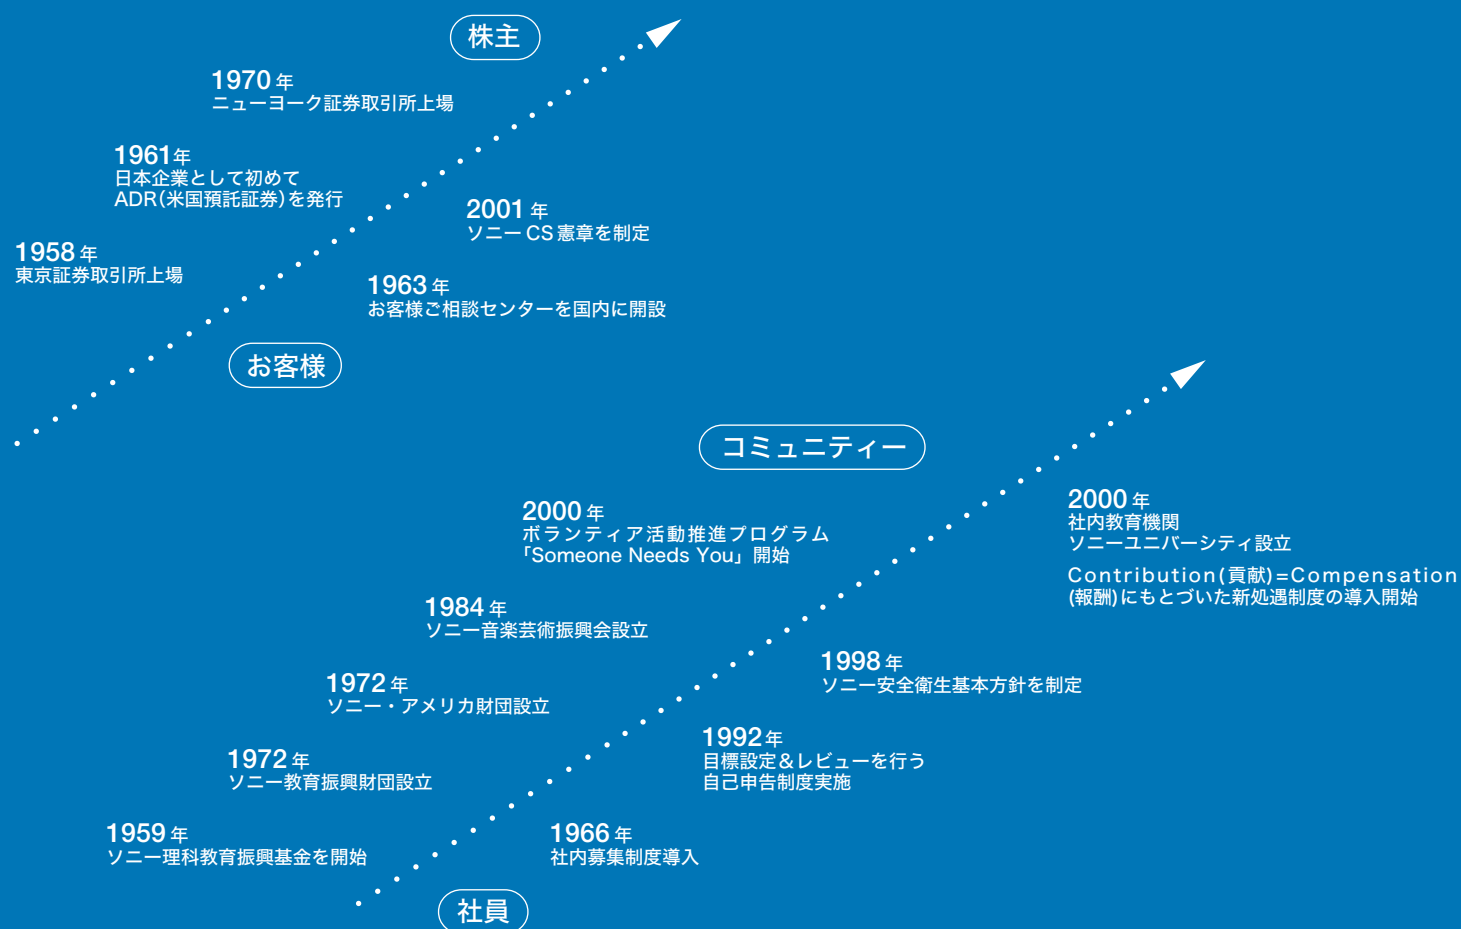 株主
1970年
ニューヨーク証券取引所上場
1961年
日本企業として初めて
ADR(米国預託証券)を発行
1958年
東京証券取引所上場
2001年
ソニーCS憲章を制定
1963年
お客様ご相談センターを国内に開設
お客様
コミュニティー
2000年
ボランティア活動推進プログラム
「Someone Needs You」開始
1984年
ソニー音楽芸術振興会設立
1972年
ソニー・アメリカ財団設立
1972年
ソニー教育振興財団設立
1959年
ソニー理科教育振興基金を開始
2000年
社内教育機関
ソニーユニバーシティ設立
Contribution(貢献)=Compensation
(報酬)にもとづいた新処遇制度の導入開始
1998年
ソニー安全衛生基本方針を制定
1992年
目標設定&レビューを行う
自己申告制度実施
1966年
社内募集制度導入
社員